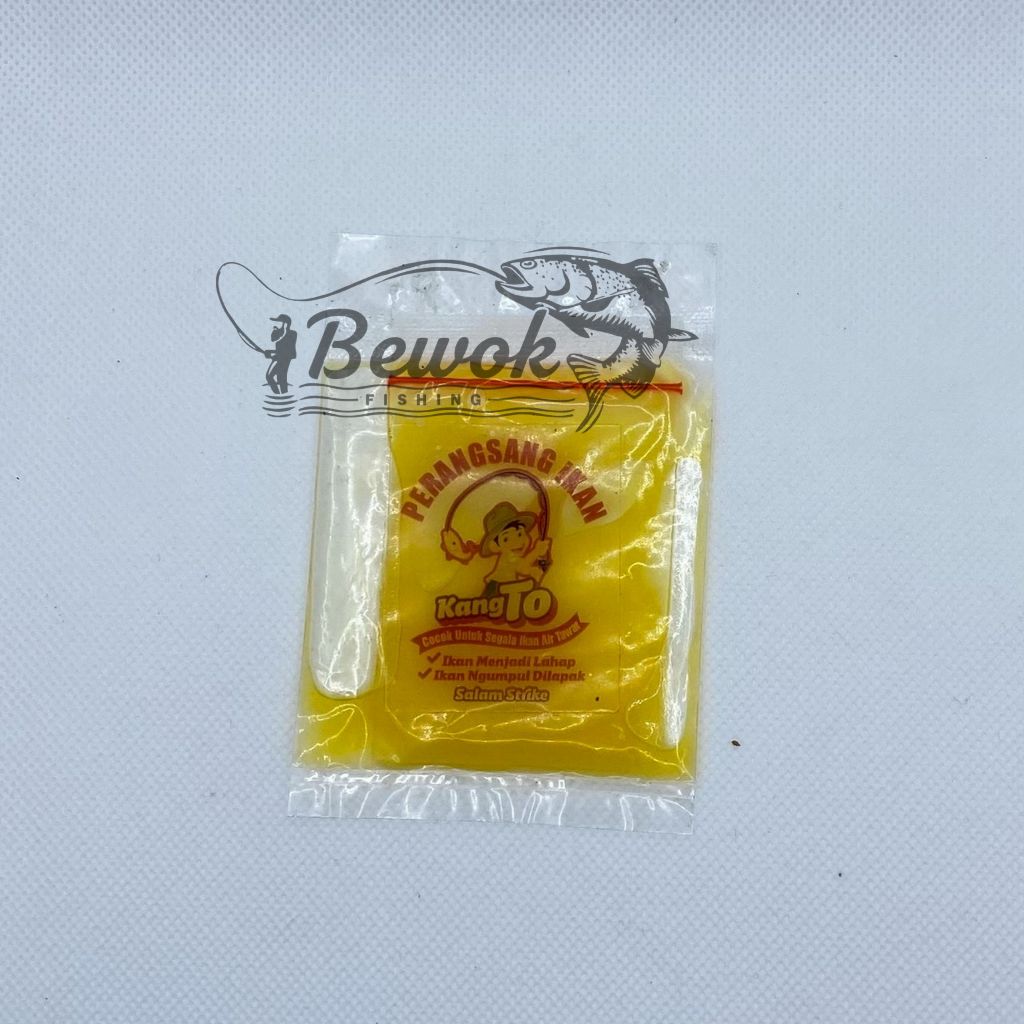 Bewok
FISHING
PERANGSANG IKAN
Kang To
Cocok Untuk Segala Ikan Air Tawar
Ikan Menjadi Lahap
Ikan Ngumpul Dilapak
Salam Strike